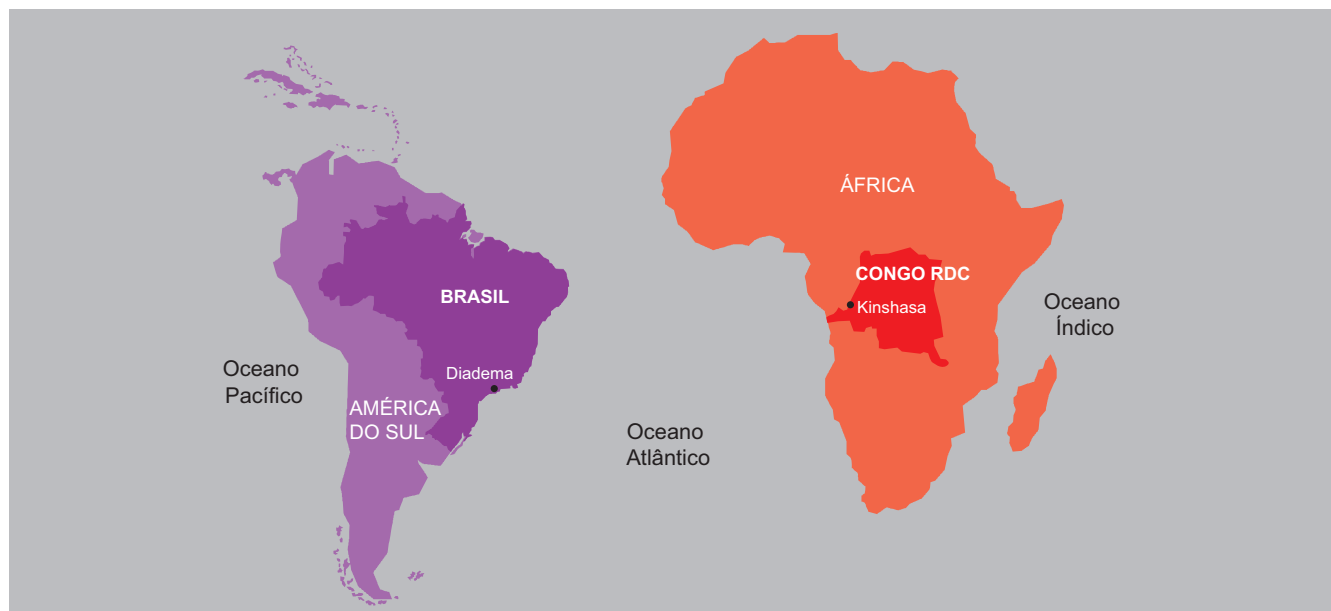 ÁFRICA
CONGO RDC
Kinshasa
BRASIL
Oceano
Índico
Oceano
Pacífico
Diadema
AMÉRICA
DO SUL
Oceano
Atlântico